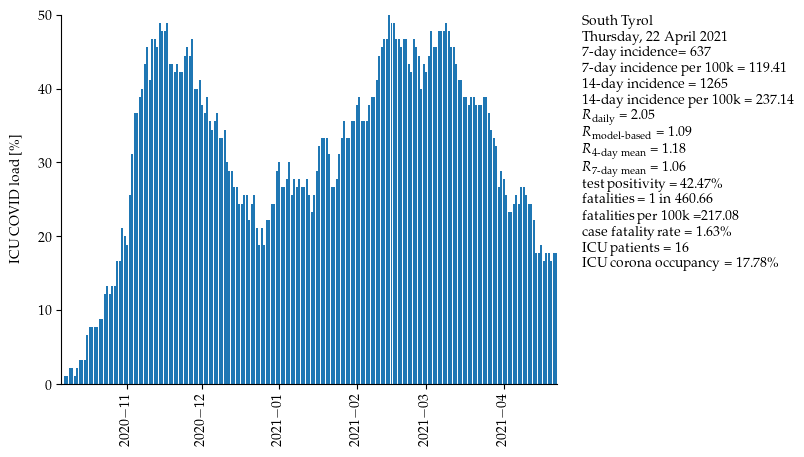 50
40
30
20
10
0
ICU COVID load [%]
2020−11
2020−12
2021−01
2021−02
2021−03
2021−04
South Tyrol
Thursday, 22 April 2021
7-day incidence= 637
7-day incidence per 100k = 119.41
14-day incidence = 1265
14-day incidence per 100k = 237.14
R_daily = 2.05
R_model-based = 1.09
R_4-day mean = 1.18
R_7-day mean = 1.06
test positivity = 42.47%
fatalities = 1 in 460.66
fatalities per 100k =217.08
case fatality rate = 1.63%
ICU patients = 16
ICU corona occupancy = 17.78%